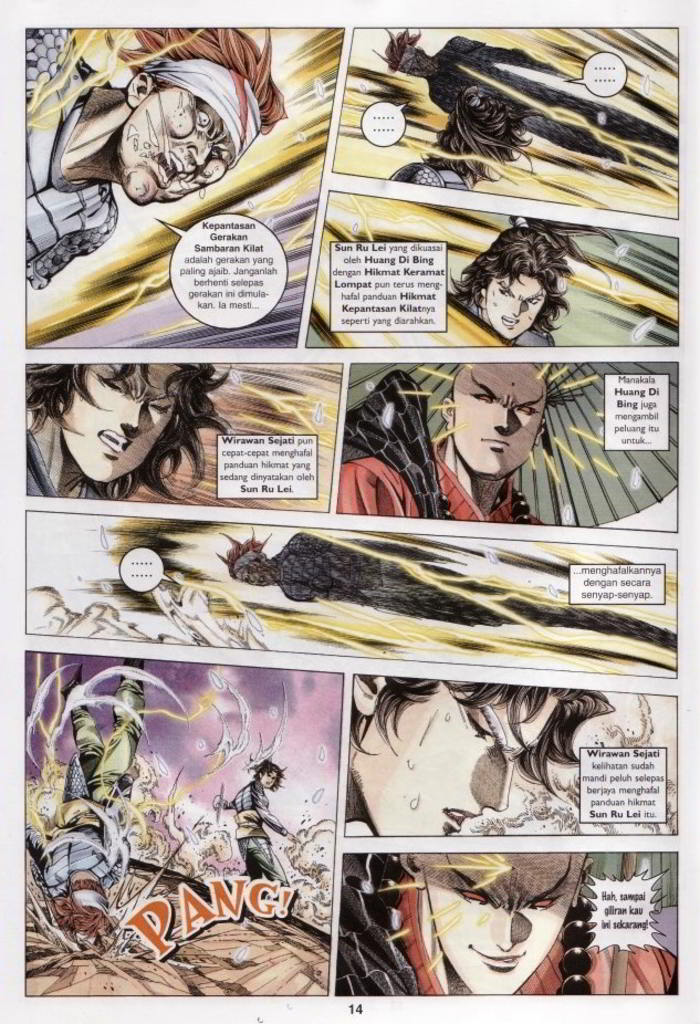 Kepantasan
Gerakan
Sambaran Kilat
adalah gerakan yang
paling ajaib. Janganlah
berhenti selepas
gerakan ini dimula-
kan. Ia mesti...
.....
.....
.....
.....
Sun Ru Lei yang dikuasai
oleh Huang Di Bing
dengan Hikmat Keramat
Lompat pun terus meng-
hafal panduan Hikmat
Kepantasan Kilatnya
seperti yang diarahkan.
Wirawan Sejati pun
cepat-cepat menghafal
panduan hikmat yang
sedang dinyatakan oleh
Sun Ru Lei.
Manakala
Huang Di
Bing juga
mengambil
peluang itu
untuk...
.....
.....
...menghafalkannya
dengan secara
senyap-senyap.
PANG!
Wirawan Sejati
kelihatan sudah
mandi peluh selepas
berjaya menghafal
panduan hikmat
Sun Ru Lei itu.
Hah, sampai
giliran kau
ini sekarang!
14